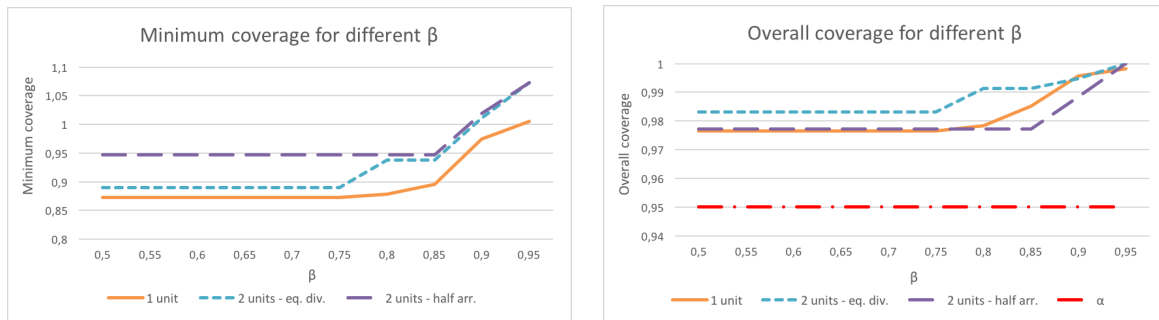 Minimum coverage for different β
Minimum coverage
1,1
1,05
1
0,95
0,9
0,85
0,8
0,5 0,55 0,6 0,65 0,7 0,75 0,8 0,85 0,9 0,95
β
1 unit 2 units - eq. div. 2 units - half arr.
Overall coverage for different β
Overall coverage
1
0,99
0,98
0,97
0,96
0,95
0,94
0,5 0,55 0,6 0,65 0,7 0,75 0,8 0,85 0,9 0,95
β
1 unit 2 units - eq. div. 2 units - half arr. α